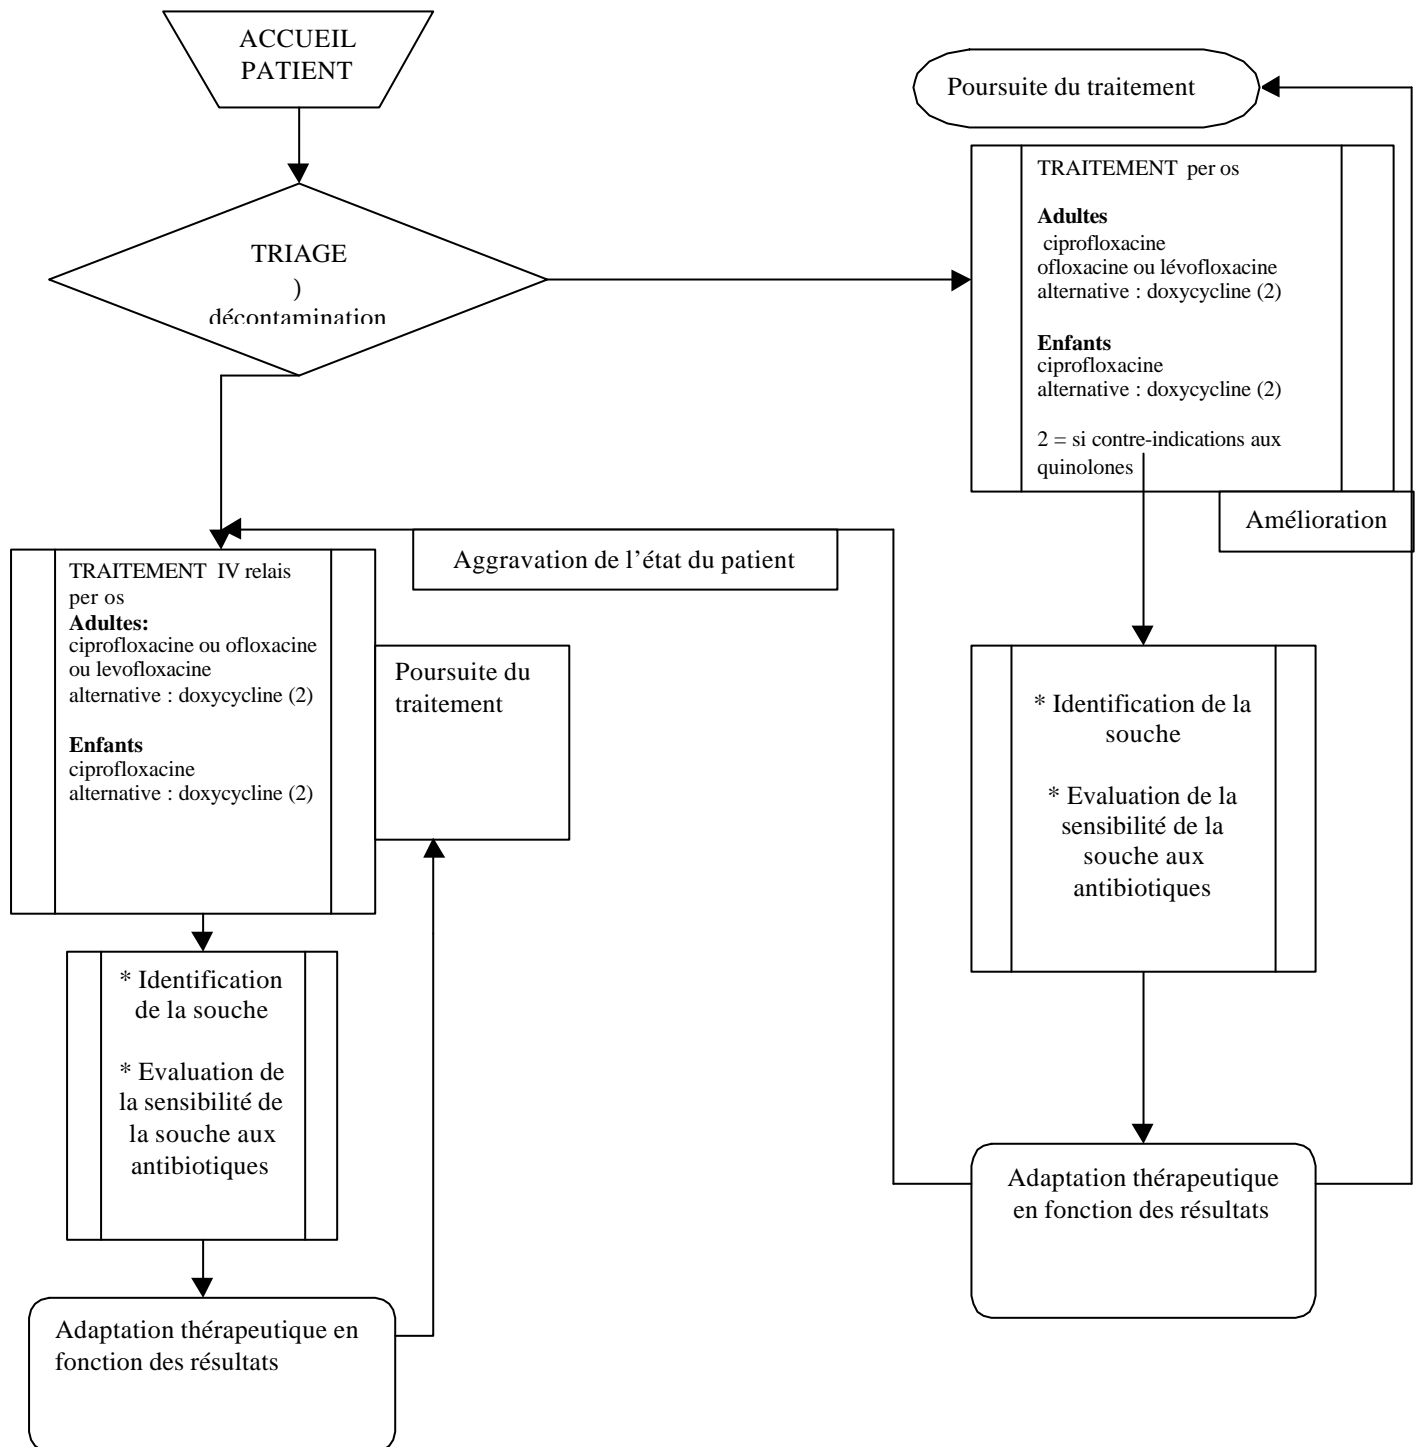 ACCUEIL
PATIENT
TRIAGE
)
décontamination
Poursuite du traitement
TRAITEMENT per os
Adultes
ciprofloxacine
ofloxacine ou lévofloxacine
alternative : doxycycline (2)
Enfants
ciprofloxacine
alternative : doxycycline (2)
2 = si contre-indications aux
quinolones
Amélioration
Aggravation de l’état du patient
TRAITEMENT IV relais
per os
Adultes:
ciprofloxacine ou ofloxacine
ou levofloxacine
alternative : doxycycline (2)
Enfants
ciprofloxacine
alternative : doxycycline (2)
Poursuite du
traitement
* Identification de la
souche
* Evaluation de la
sensibilité de la
souche aux
antibiotiques
* Identification
de la souche
* Evaluation de
la sensibilité de
la souche aux
antibiotiques
Adaptation thérapeutique
en fonction des résultats
Adaptation thérapeutique en
fonction des résultats